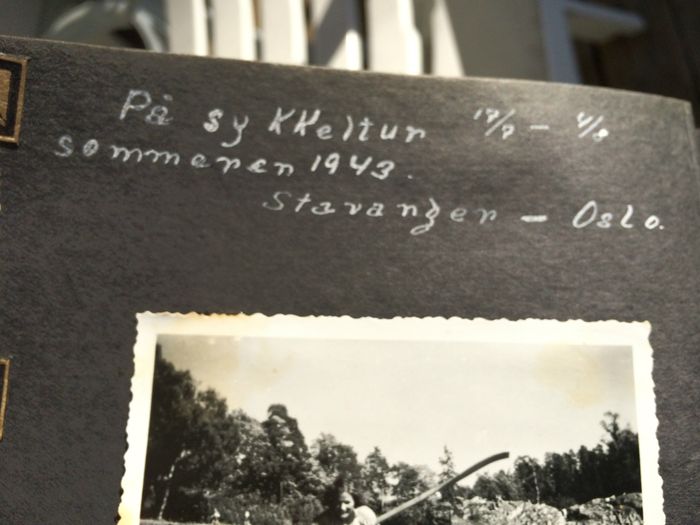 På sykkeltur 17/7 – 4/8
sommeren 1943.
Stavanger – Oslo.